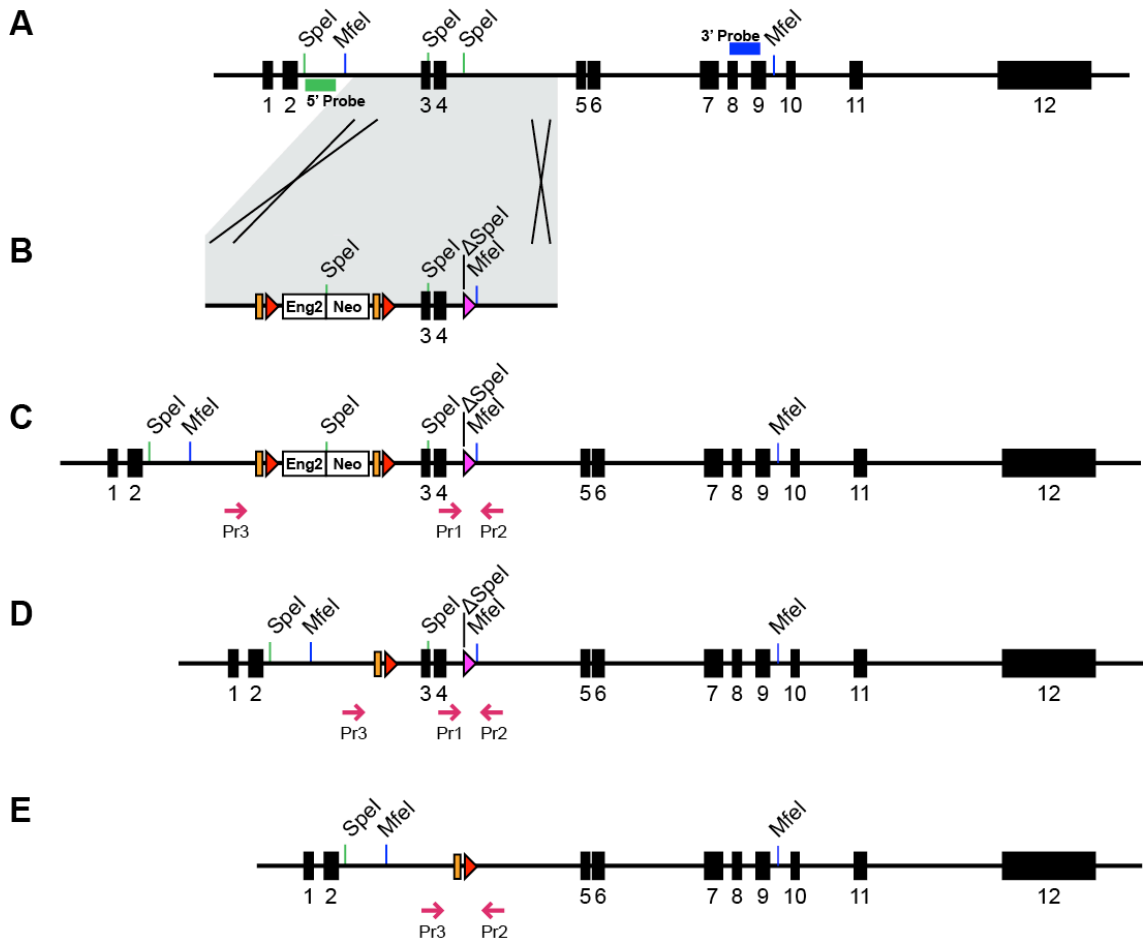 A
SpeI
MfeI
SpeI
SpeI
3' Probe
MfeI
5' Probe
1 2 3 4 5 6 7 8 9 10 11 12
B
SpeI
SpeI
ΔSpeI
MfeI
Eng2 Neo
3 4
C
SpeI
MfeI
SpeI
SpeI
ΔSpeI
MfeI
MfeI
Eng2 Neo
1 2 3 4 5 6 7 8 9 10 11 12
Pr3 Pr1 Pr2
D
SpeI
MfeI
SpeI
ΔSpeI
MfeI
MfeI
1 2 3 4 5 6 7 8 9 10 11 12
Pr3 Pr1 Pr2
E
SpeI
MfeI
MfeI
1 2 5 6 7 8 9 10 11 12
Pr3 Pr2